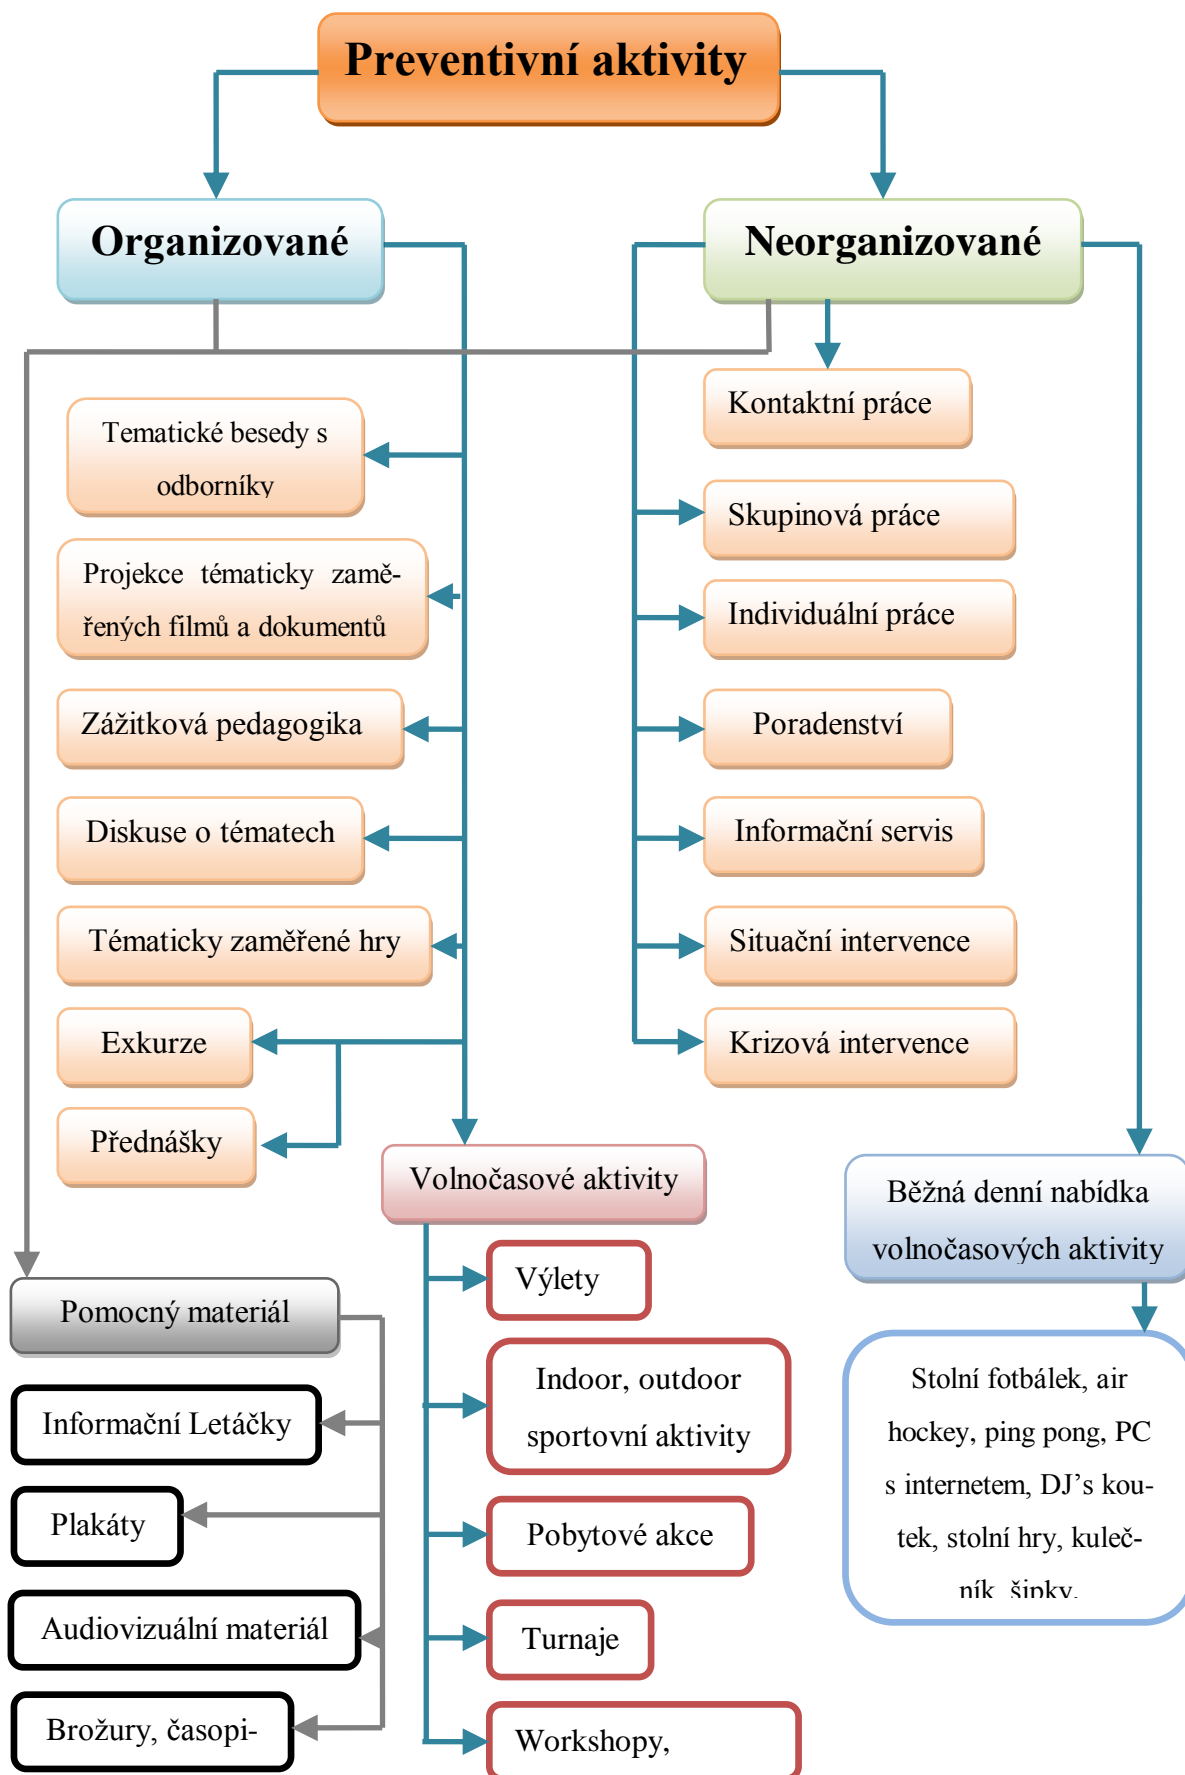 Preventivní aktivity
Organizované
Neorganizované
Tematické besedy s
odborníky
Projekce tématicky zamě-
řených filmů a dokumentů
Zážitková pedagogika
Diskuse o tématech
Tématicky zaměřené hry
Exkurze
Přednášky
Kontaktní práce
Skupinová práce
Individuální práce
Poradenství
Informační servis
Situační intervence
Krizová intervence
Volnočasové aktivity
Výlety
Indoor, outdoor
sportovní aktivity
Pobytové akce
Turnaje
Workshopy,
Běžná denní nabídka
volnočasových aktivity
Stolní fotbálek, air
hockey, ping pong, PC
s internetem, DJ’s kou-
tek, stolní hry, kuleč-
ník, šipky.
Pomocný materiál
Informační Letáčky
Plakáty
Audiovizuální materiál
Brožury, časopi-